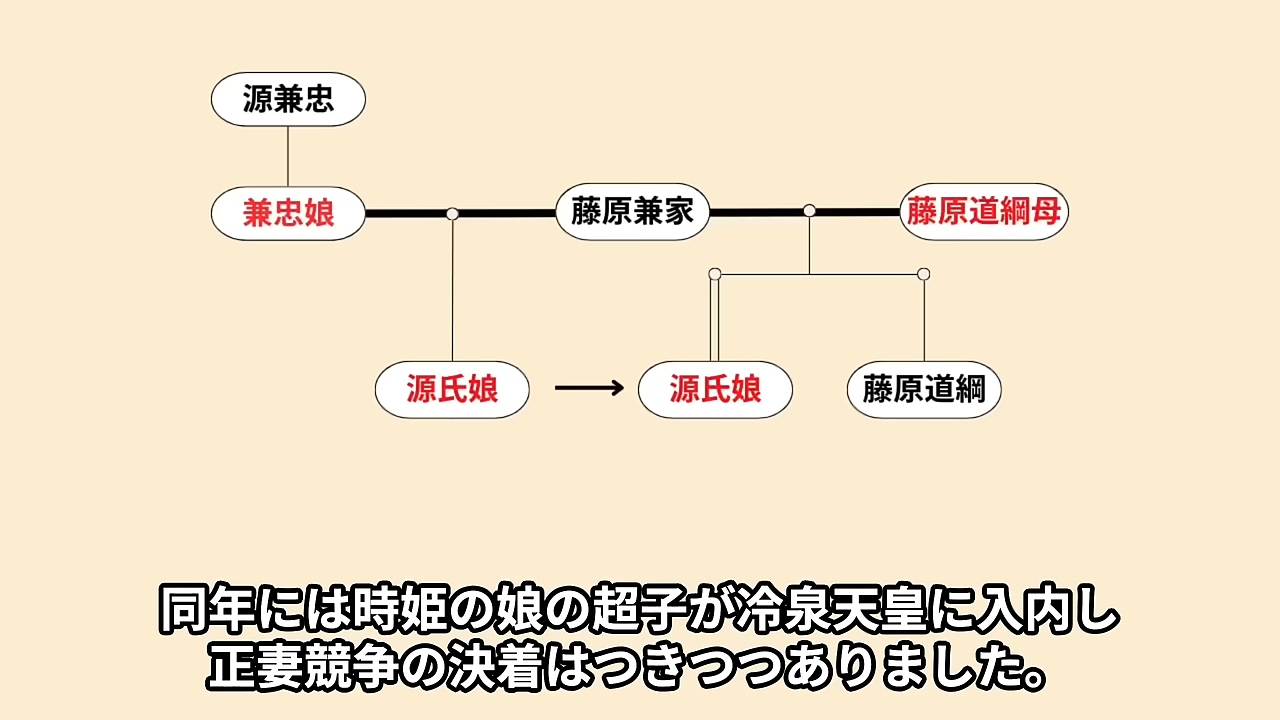 源兼忠
兼忠娘
藤原兼家
藤原道綱母
源氏娘
源氏娘
藤原道綱
同年には時姫の娘の超子が冷泉天皇に入内し
正妻競争の決着はつきつつありました。